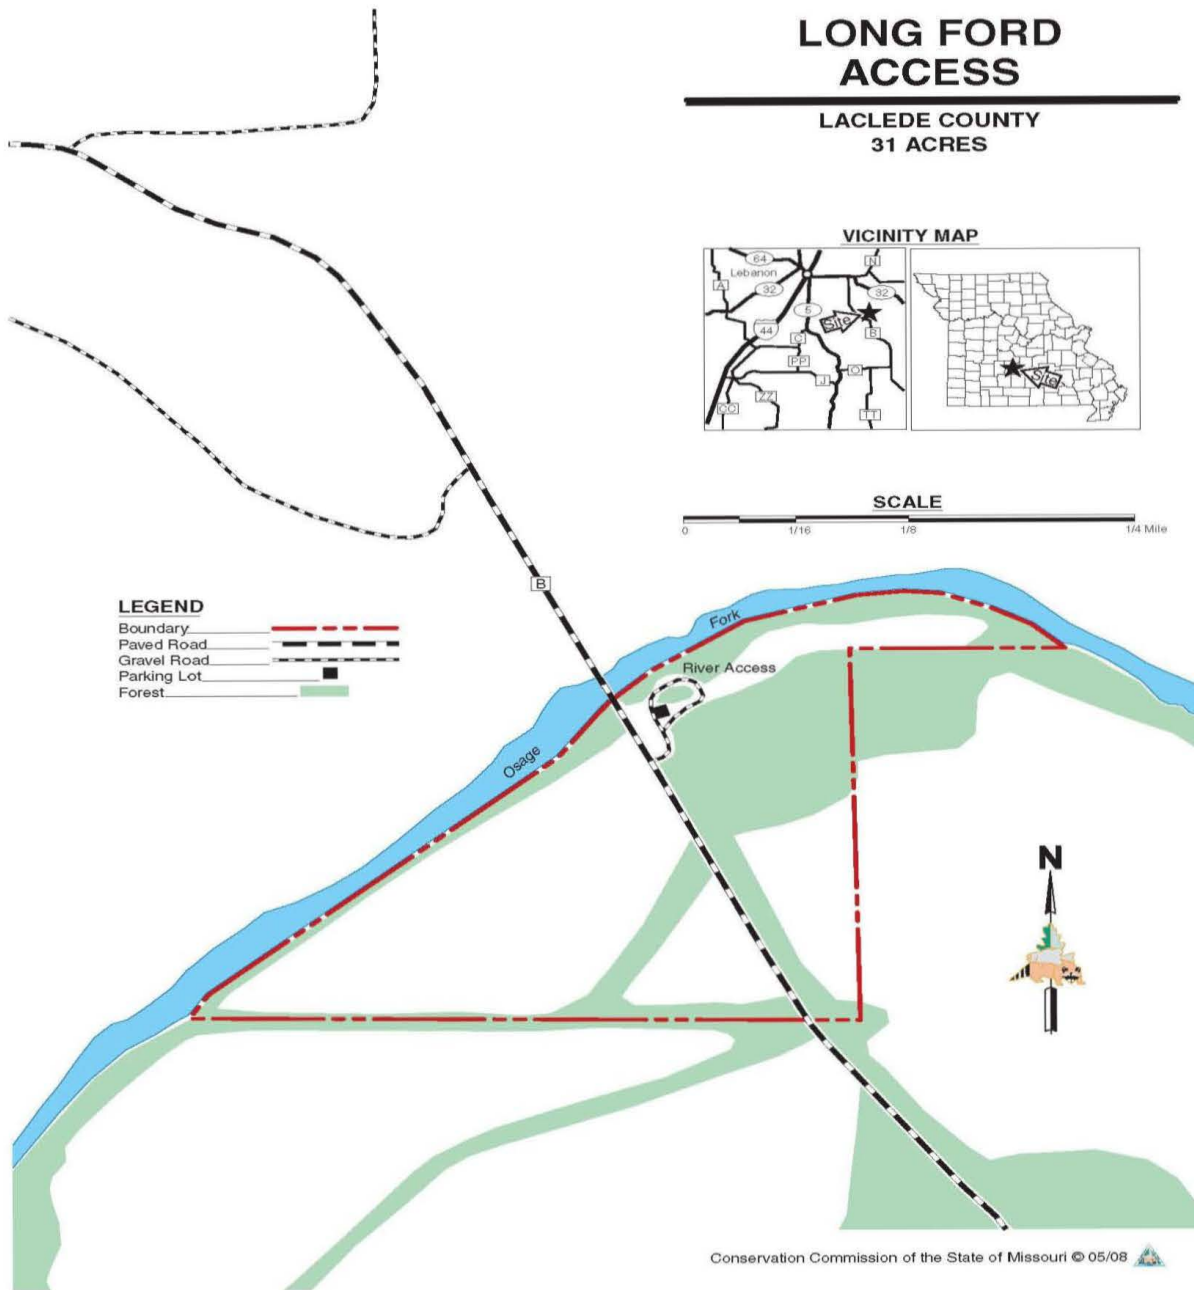 LONG FORD
ACCESS
LACLEDE COUNTY
31 ACRES
VICINITY MAP
64
N
Lebanon
A
32
32
5
Site
44
C
B
PP
J
O
ZZ
CC
TT
Site
SCALE
0
1/16
1/8
1/4 Mile
B
LEGEND
Boundary
Paved Road
Gravel Road
Parking Lot
Forest
Fork
River Access
Osage
N
Conservation Commission of the State of Missouri © 05/08